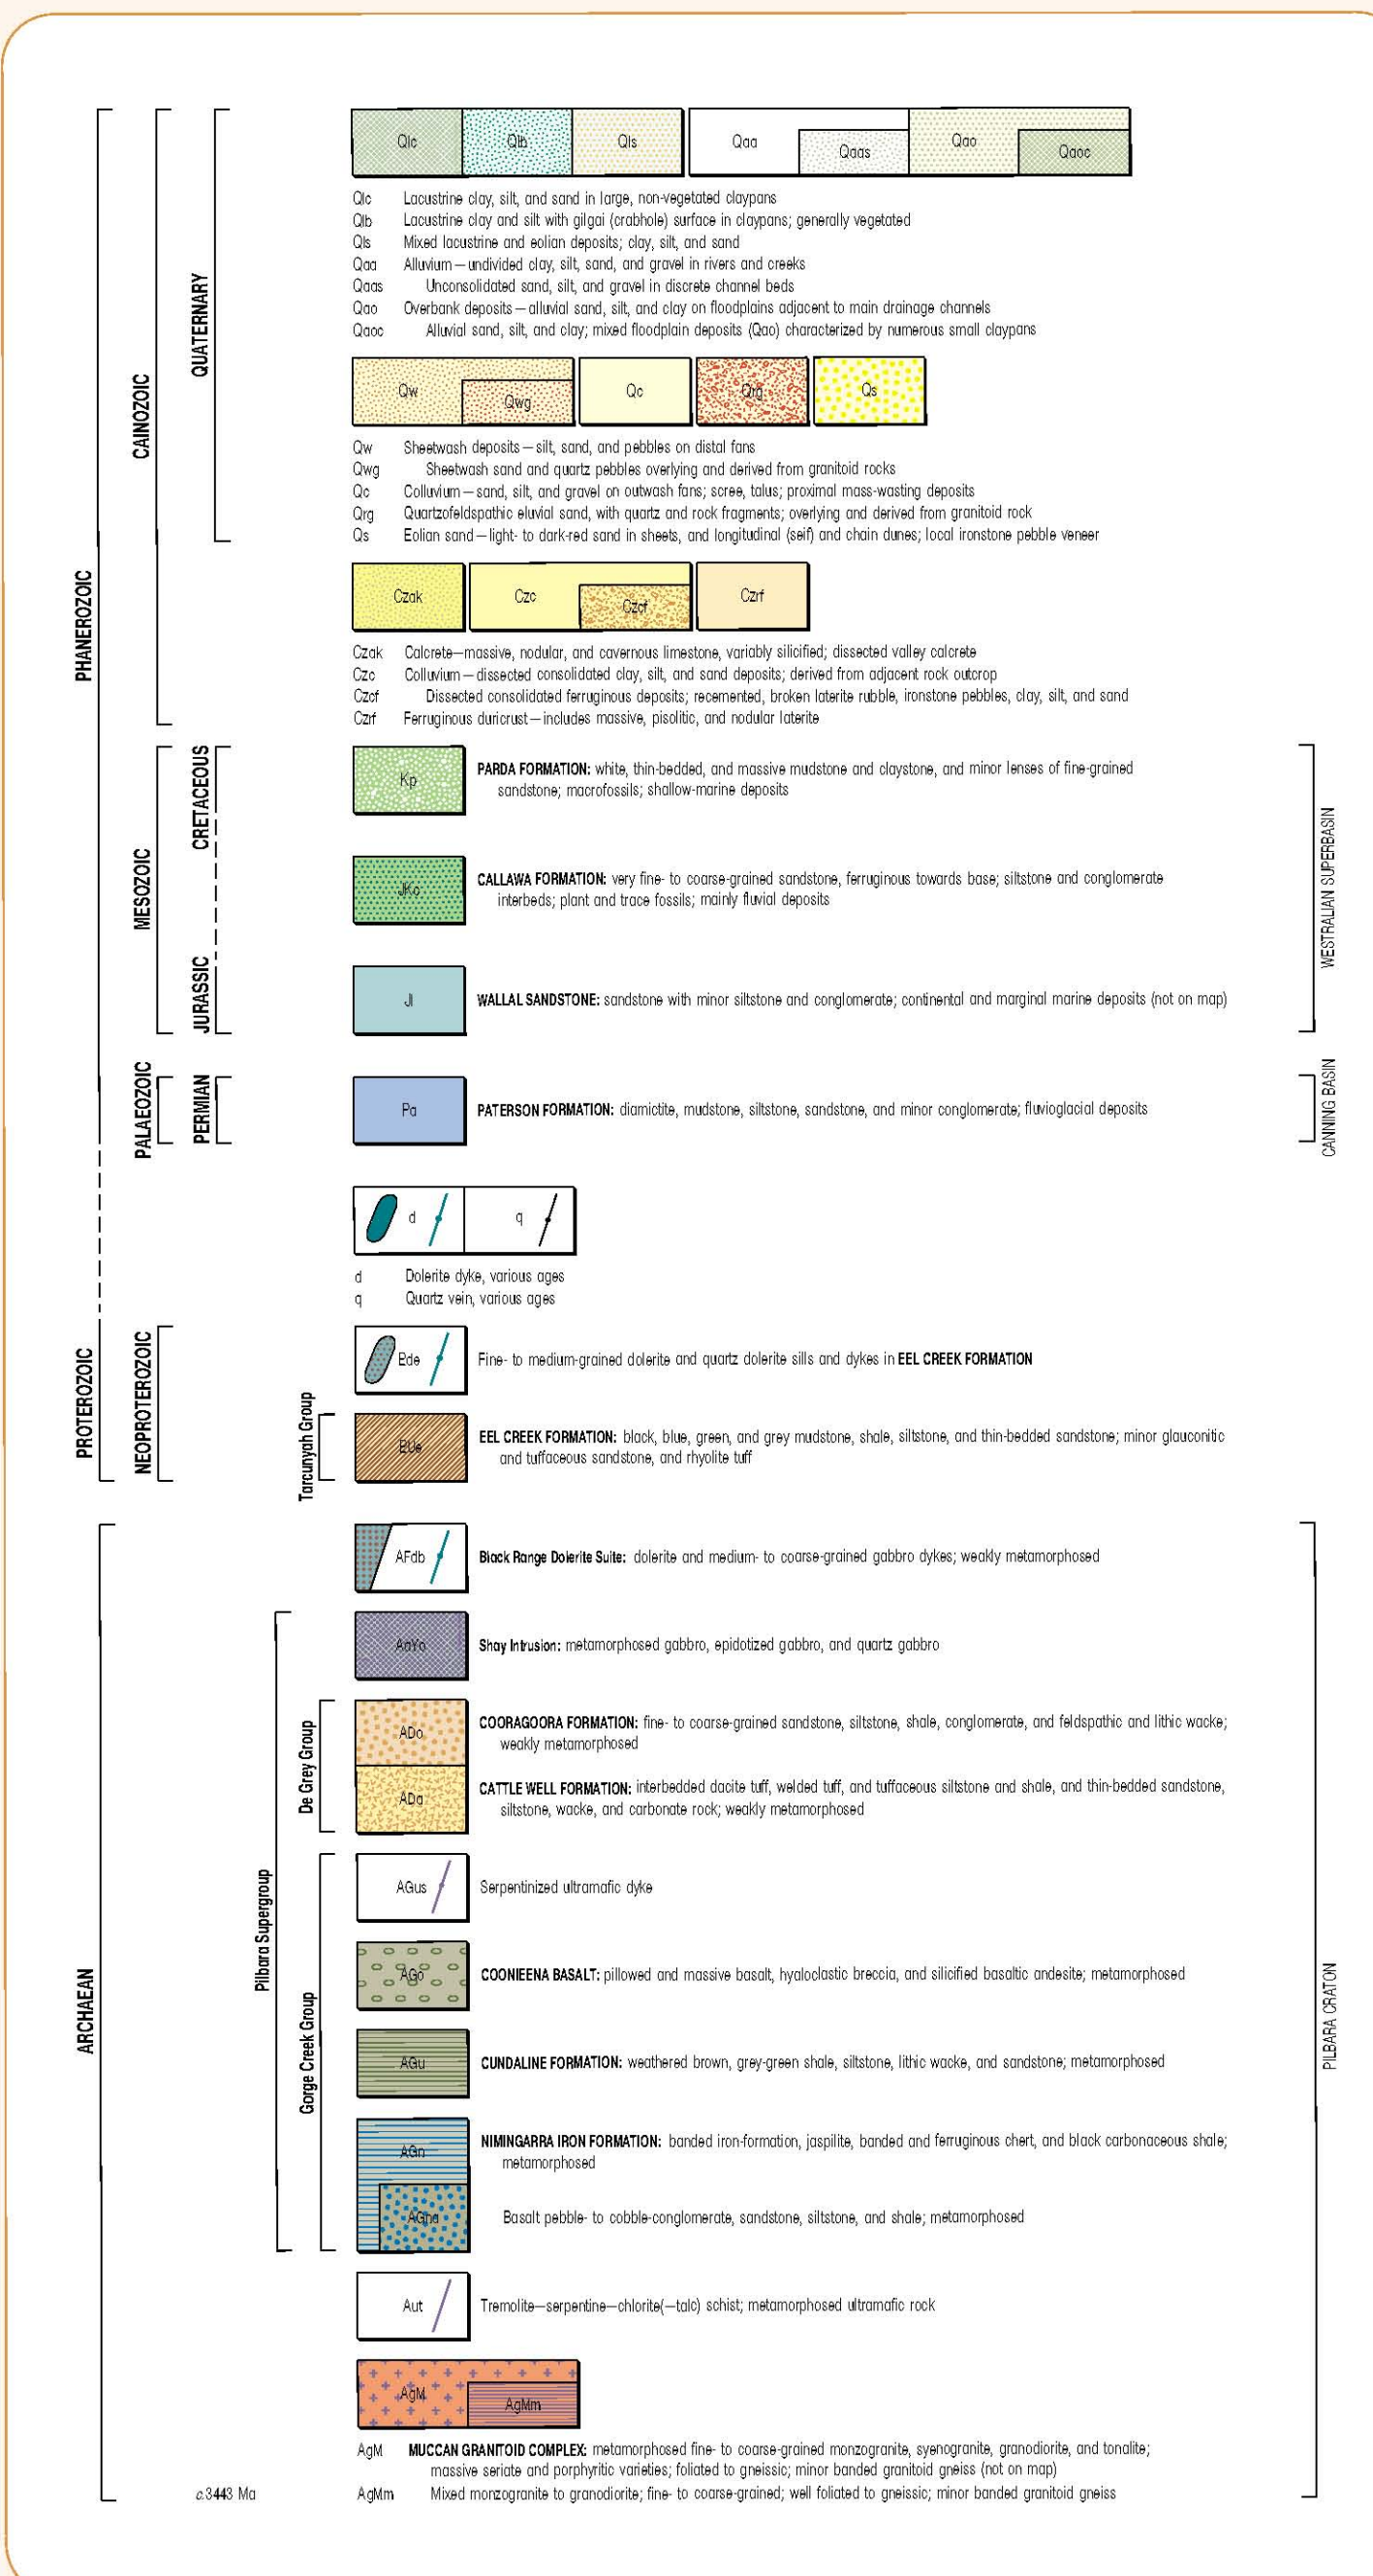 Qlc Qlb Qls Qaa Qaas Qao Qaoc
Qlc Lacustrine clay, silt, and sand in large, non-vegetated claypans
Qlb Lacustrine clay and silt with gilgai (crabhole) surface in claypans; generally vegetated
Qls Mixed lacustrine and eolian deposits; clay, silt, and sand
Qaa Alluvium—undivided clay, silt, sand, and gravel in rivers and creeks
Qaas Unconsolidated sand, silt, and gravel in discrete channel beds
Qao Overbank deposits—alluvial sand, silt, and clay on floodplains adjacent to main drainage channels
Qaoc Alluvial sand, silt, and clay; mixed floodplain deposits (Qao) characterized by numerous small claypans
Qw Qwg Qc Qrg Qs
Qw Sheetwash deposits—silt, sand, and pebbles on distal fans
Qwg Sheetwash sand and quartz pebbles overlying and derived from granitoid rocks
Qc Colluvium—sand, silt, and gravel on outwash fans; scree, talus; proximal mass-wasting deposits
Qrg Quartzofeldspathic eluvial sand, with quartz and rock fragments; overlying and derived from granitoid rock
Qs Eolian sand—light- to dark-red sand in sheets, and longitudinal (seif) and chain dunes; local ironstone pebble veneer
Czak Czc Czcf Czrf
Czak Calcrete—massive, nodular, and cavernous limestone, variably silicified; dissected valley calcrete
Czc Colluvium—dissected consolidated clay, silt, and sand deposits; derived from adjacent rock outcrop
Czcf Dissected consolidated ferruginous deposits; recemented, broken laterite rubble, ironstone pebbles, clay, silt, and sand
Czrf Ferruginous duricrust—includes massive, pisolitic, and nodular laterite
QUATERNARY
CAINOZOIC
PHANEROZOIC
Kp PARDA FORMATION: white, thin-bedded, and massive mudstone and claystone, and minor lenses of fine-grained
sandstone; macrofossils; shallow-marine deposits
JKc CALLAWA FORMATION: very fine- to coarse-grained sandstone, ferruginous towards base; siltstone and conglomerate
interbeds; plant and trace fossils; mainly fluvial deposits
Jl WALLAL SANDSTONE: sandstone with minor siltstone and conglomerate; continental and marginal marine deposits (not on map)
CRETACEOUS
JURASSIC
MESOZOIC
WESTRALIAN SUPERBASIN
Pa PATERSON FORMATION: diamictite, mudstone, siltstone, sandstone, and minor conglomerate; fluvioglacial deposits
PERMIAN
PALAEOZOIC
CANNING BASIN
d q
d Dolerite dyke, various ages
q Quartz vein, various ages
Ede Fine- to medium-grained dolerite and quartz dolerite sills and dykes in EEL CREEK FORMATION
EUe EEL CREEK FORMATION: black, blue, green, and grey mudstone, shale, siltstone, and thin-bedded sandstone; minor glauconitic
and tuffaceous sandstone, and rhyolite tuff
Tarcunyah Group
NEOPROTEROZOIC
PROTEROZOIC
AFdb Black Range Dolerite Suite: dolerite and medium- to coarse-grained gabbro dykes; weakly metamorphosed
AaYo Shay Intrusion: metamorphosed gabbro, epidotized gabbro, and quartz gabbro
ADo COORAGOORA FORMATION: fine- to coarse-grained sandstone, siltstone, shale, conglomerate, and feldspathic and lithic wacke;
weakly metamorphosed
ADa CATTLE WELL FORMATION: interbedded dacite tuff, welded tuff, and tuffaceous siltstone and shale, and thin-bedded sandstone,
siltstone, wacke, and carbonate rock; weakly metamorphosed
De Grey Group
AGus Serpentinized ultramafic dyke
AGo COONIEENA BASALT: pillowed and massive basalt, hyaloclastic breccia, and silicified basaltic andesite; metamorphosed
AGu CUNDALINE FORMATION: weathered brown, grey-green shale, siltstone, lithic wacke, and sandstone; metamorphosed
AGn NIMINGARRA IRON FORMATION: banded iron-formation, jaspilite, banded and ferruginous chert, and black carbonaceous shale;
metamorphosed
AGna Basalt pebble- to cobble-conglomerate, sandstone, siltstone, and shale; metamorphosed
Gorge Creek Group
Pilbara Supergroup
Aut Tremolite–serpentine–chlorite(–talc) schist; metamorphosed ultramafic rock
AgM AgMm
AgM MUCCAN GRANITOID COMPLEX: metamorphosed fine- to coarse-grained monzogranite, syenogranite, granodiorite, and tonalite;
massive seriate and porphyritic varieties; foliated to gneissic; minor banded granitoid gneiss (not on map)
c.3443 Ma AgMm Mixed monzogranite to granodiorite; fine- to coarse-grained; well foliated to gneissic; minor banded granitoid gneiss
ARCHAEAN
PILBARA CRATON